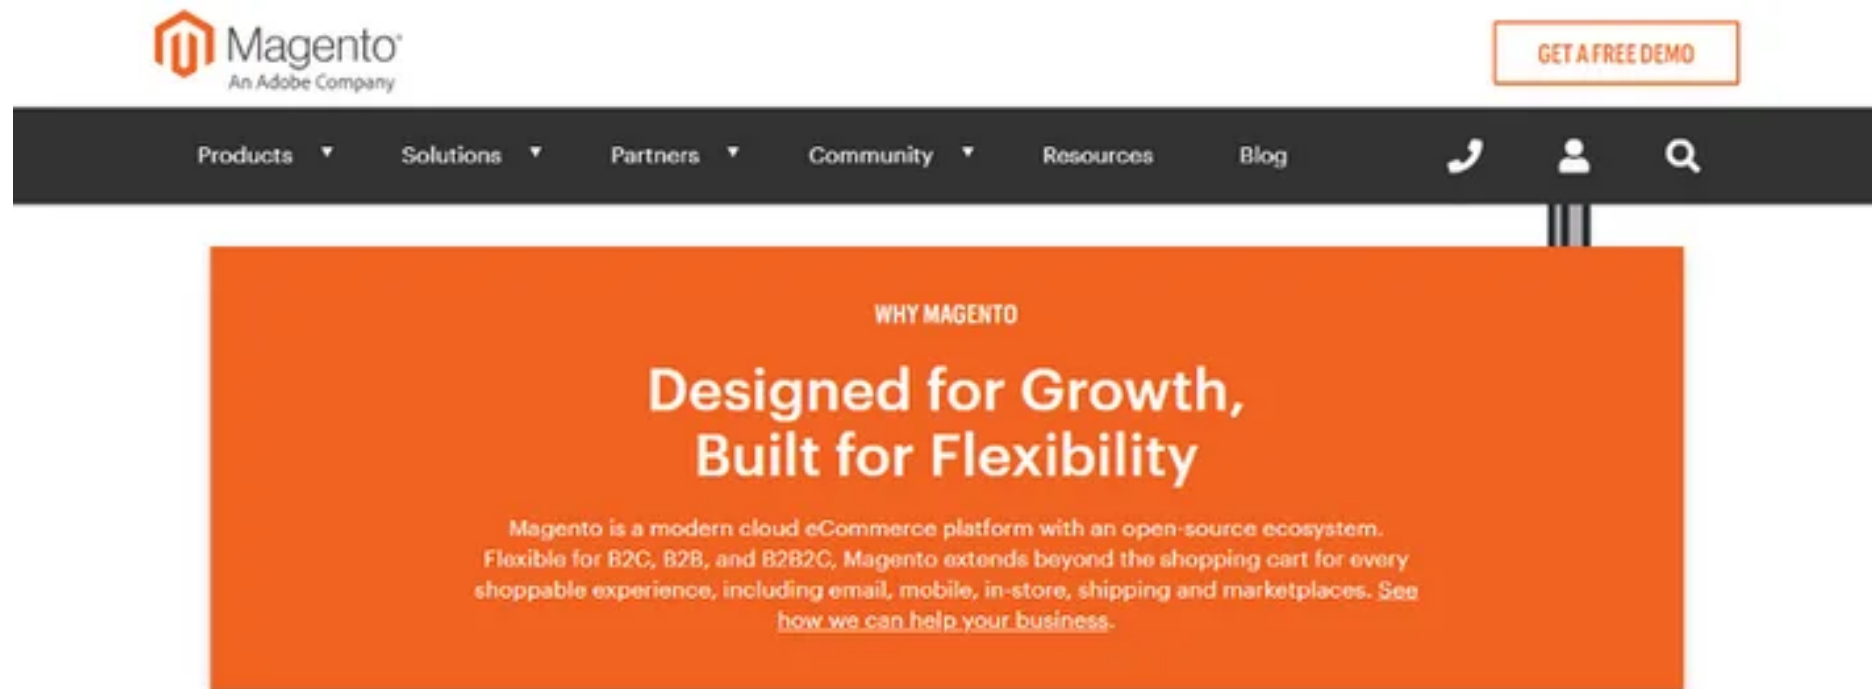 Magento®
An Adobe Company
GET A FREE DEMO
Products
Solutions
Partners
Community
Resources
Blog
WHY MAGENTO
Designed for Growth,
Built for Flexibility
Magento is a modern cloud eCommerce platform with an open-source ecosystem.
Flexible for B2C, B2B, and B2B2C, Magento extends beyond the shopping cart for every
shoppable experience, including email, mobile, in-store, shipping and marketplaces. See
how we can help your business.